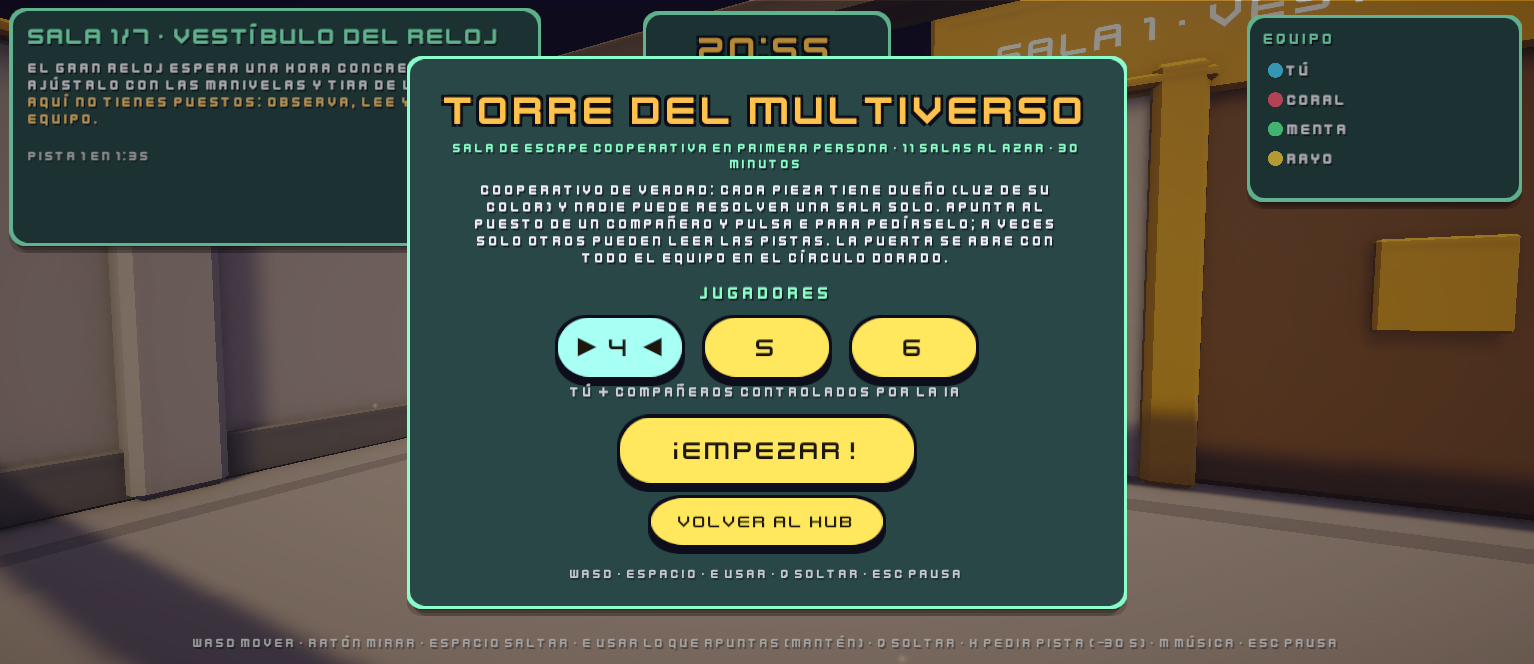 SALA 1/7 · VESTÍBULO DEL RELOJ
EL GRAN RELOJ ESPERA UNA HORA CONCRE
AJÚSTALO CON LAS MANIVELAS Y TIRA DE
AQUÍ NO TIENES PUESTOS: OBSERVA, LEE Y
EQUIPO.
PISTA 1 EN 1:35
20:55
SALA 1 · VEST
EQUIPO
TÚ
CORAL
MENTA
RAYO
TORRE DEL MULTIVERSO
SALA DE ESCAPE COOPERATIVA EN PRIMERA PERSONA · 11 SALAS AL AZAR · 30
MINUTOS
COOPERATIVO DE VERDAD: CADA PIEZA TIENE DUEÑO (LUZ DE SU
COLOR) Y NADIE PUEDE RESOLVER UNA SALA SOLO. APUNTA AL
PUESTO DE UN COMPAÑERO Y PULSA E PARA PEDÍRSELO; A VECES
SOLO OTROS PUEDEN LEER LAS PISTAS. LA PUERTA SE ABRE CON
TODO EL EQUIPO EN EL CÍRCULO DORADO.
JUGADORES
▶ 4 ◀ 5 6
TÚ + COMPAÑEROS CONTROLADOS POR LA IA
¡EMPEZAR!
VOLVER AL HUB
WASD · ESPACIO · E USAR · Q SOLTAR · ESC PAUSA
WASD MOVER · RATÓN MIRAR · ESPACIO SALTAR · E USAR LO QUE APUNTAS (MANTÉN) · Q SOLTAR · H PEDIR PISTA (-30 S) · M MÚSICA · ESC PAUSA